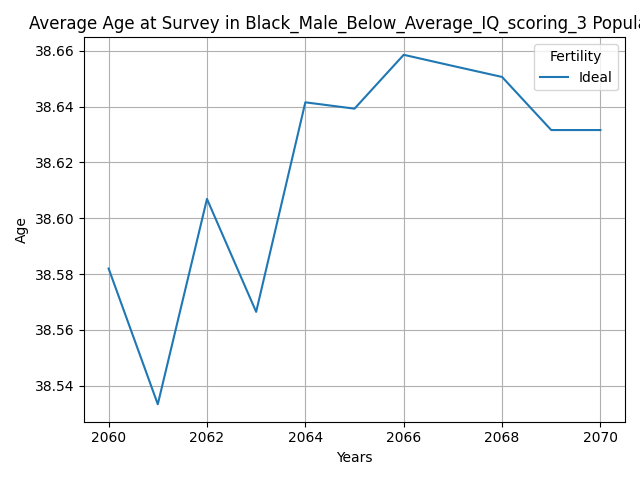 Average Age at Survey in Black_Male_Below_Average_IQ_scoring_3 Popula
38.66
38.64
38.62
38.60
38.58
38.56
38.54
Age
Fertility
Ideal
2060 2062 2064 2066 2068 2070
Years